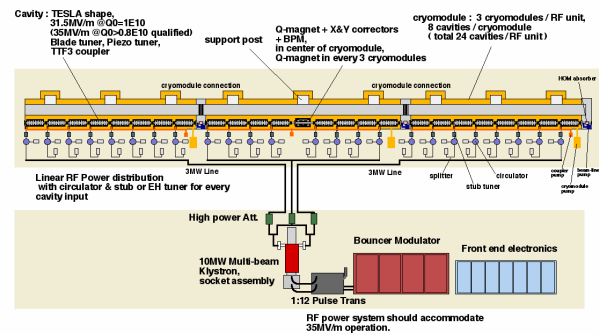 Cavity : TESLA shape,
31.5MV/m @Q0=1E10
(35MV/m @Q0>0.8E10 qualified)
Blade tuner, Piezo tuner,
TTF3 coupler
support post
Q-magnet + X&Y correctors
+ BPM,
in center of cryomodule,
Q-magnet in every 3 cryomodules
cryomodule : 3 cryomodules / RF unit,
8 cavities / cryomodule
( total 24 cavities / RF unit )
HOM absorber
cryomodule connection
cryomodule connection
3MW Line
3MW Line
splitter
stub tuner
circulator
coupler
pump
cryomodule
pump
beam-line
pump
Linear RF Power distribution
with circulator & stub or EH tuner for every
cavity input
High power Att.
10MW Multi-beam
Klystron,
socket assembly
Bouncer Modulator
Front end electronics
1:12 Pulse Trans
RF power system should accommodate
35MV/m operation.